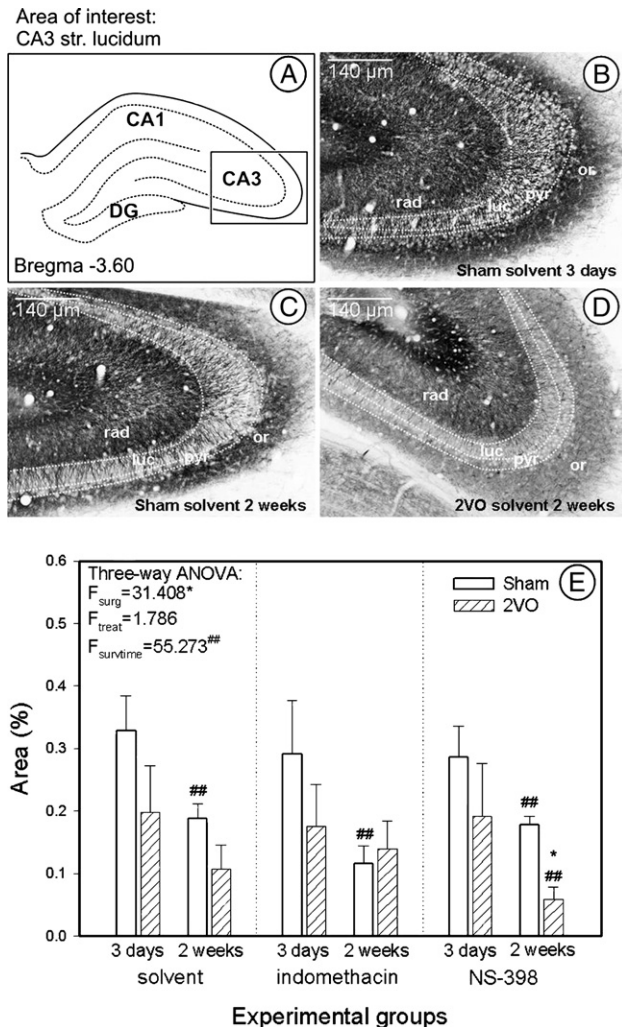 Area of interest:
CA3 str. lucidum
A
CA1
CA3
DG
Bregma -3.60
B
140 µm
or
pyr
luc
rad
Sham solvent 3 days
C
140 µm
rad
or
luc
pyr
Sham solvent 2 weeks
D
140 µm
rad
luc
pyr
or
2VO solvent 2 weeks
E
Three-way ANOVA:
Fsurg=31.408*
Ftreat=1.786
Fsurvtime=55.273##
Sham
2VO
Area (%)
0.6
0.5
0.4
0.3
0.2
0.1
0.0
##
##
##
*
##
3 days 2 weeks 3 days 2 weeks 3 days 2 weeks
solvent indomethacin NS-398
Experimental groups